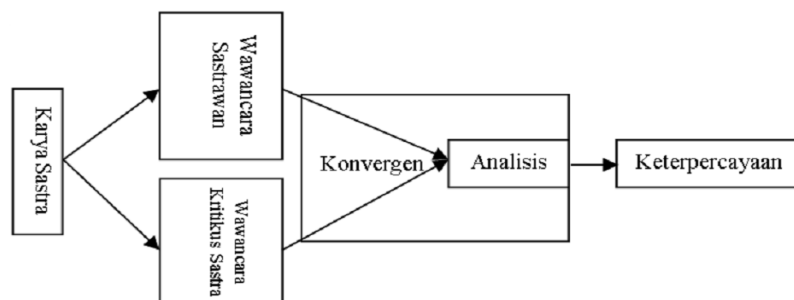 Karya Sastra
Wawancara
Sastrawan
Wawancara
Kritikus Sastra
Konvergen
Analisis
Keterpercayaan